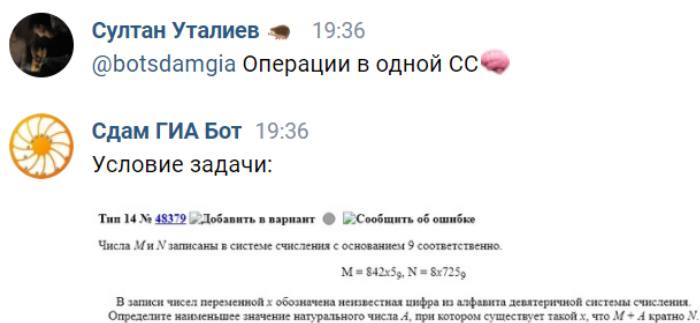 Султан Уталиев 🦔 19:36
@botsdamgia Операции в одной СС🧠
Сдам ГИА Бот 19:36
Условие задачи:
Тип 14 № 48379 Добавить в вариант Сообщить об ошибке
Числа M и N записаны в системе счисления с основанием 9 соответственно.
M = 842x5₉, N = 8x725₉
В записи чисел переменной x обозначена неизвестная цифра из алфавита девятеричной системы счисления.
Определите наименьшее значение натурального числа A, при котором существует такой x, что M + A кратно N.